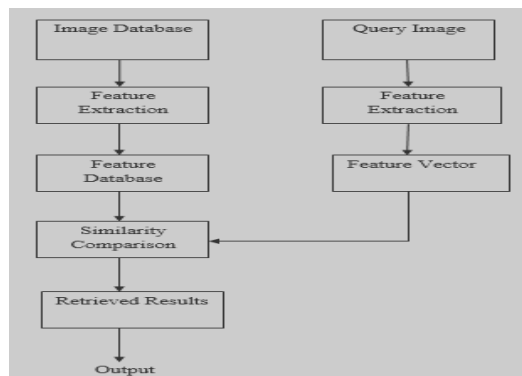 Image Database
Query Image
Feature
Extraction
Feature
Extraction
Feature
Database
Feature Vector
Similarity
Comparison
Retrieved Results
Output